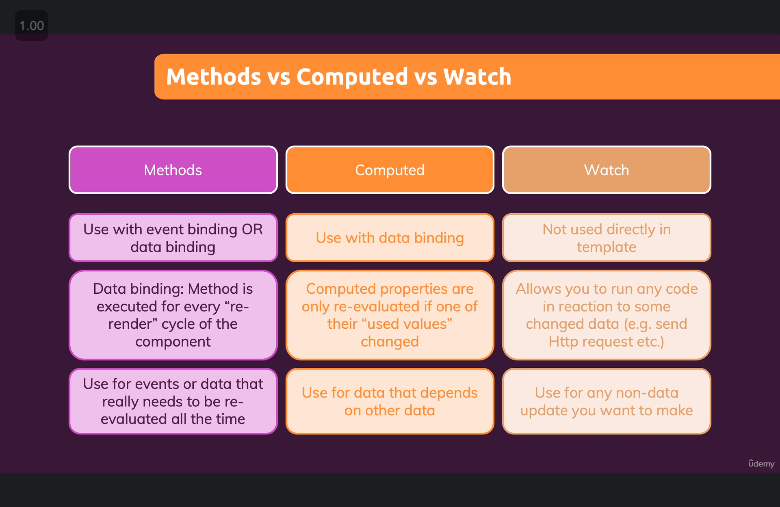 1.00
Methods vs Computed vs Watch
Methods
Computed
Watch
Use with event binding OR
data binding
Use with data binding
Not used directly in
template
Data binding: Method is
executed for every “re-
render” cycle of the
component
Computed properties are
only re-evaluated if one of
their “used values”
changed
Allows you to run any code
in reaction to some
changed data (e.g. send
Http request etc.)
Use for events or data that
really needs to be re-
evaluated all the time
Use for data that depends
on other data
Use for any non-data
update you want to make
udemy